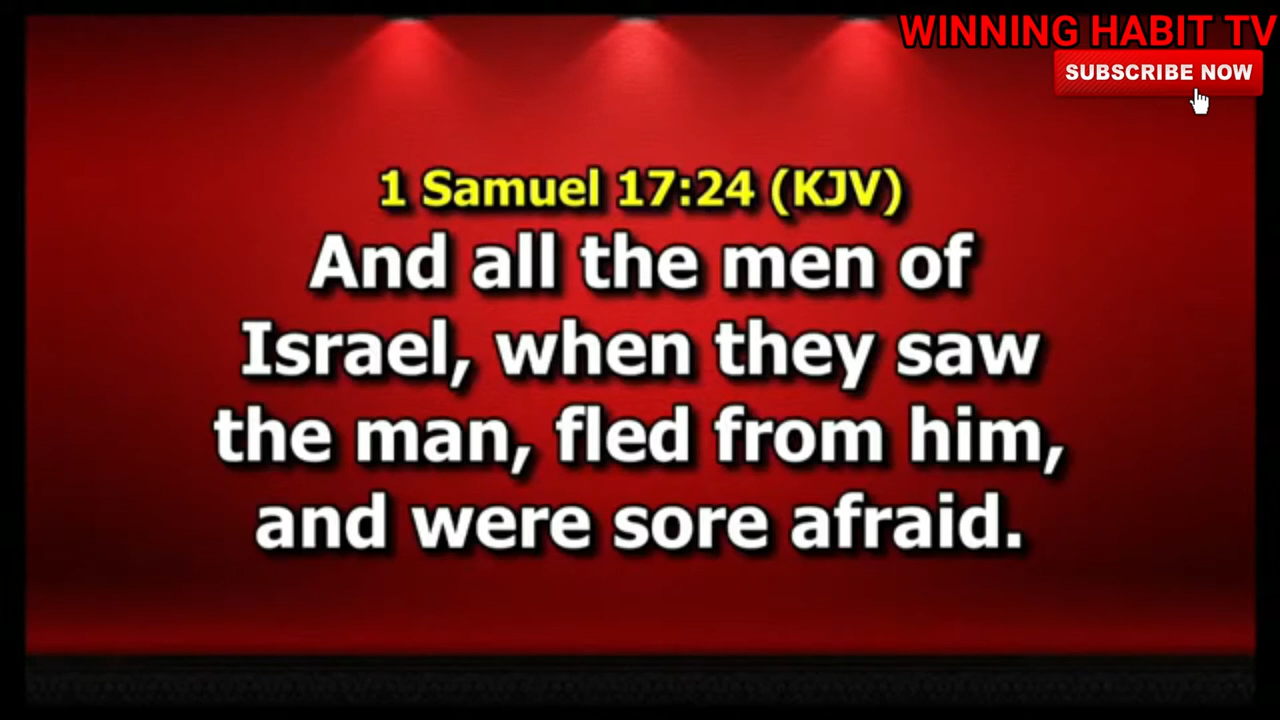 WINNING HABIT TV
SUBSCRIBE NOW
1 Samuel 17:24 (KJV)
And all the men of
Israel, when they saw
the man, fled from him,
and were sore afraid.